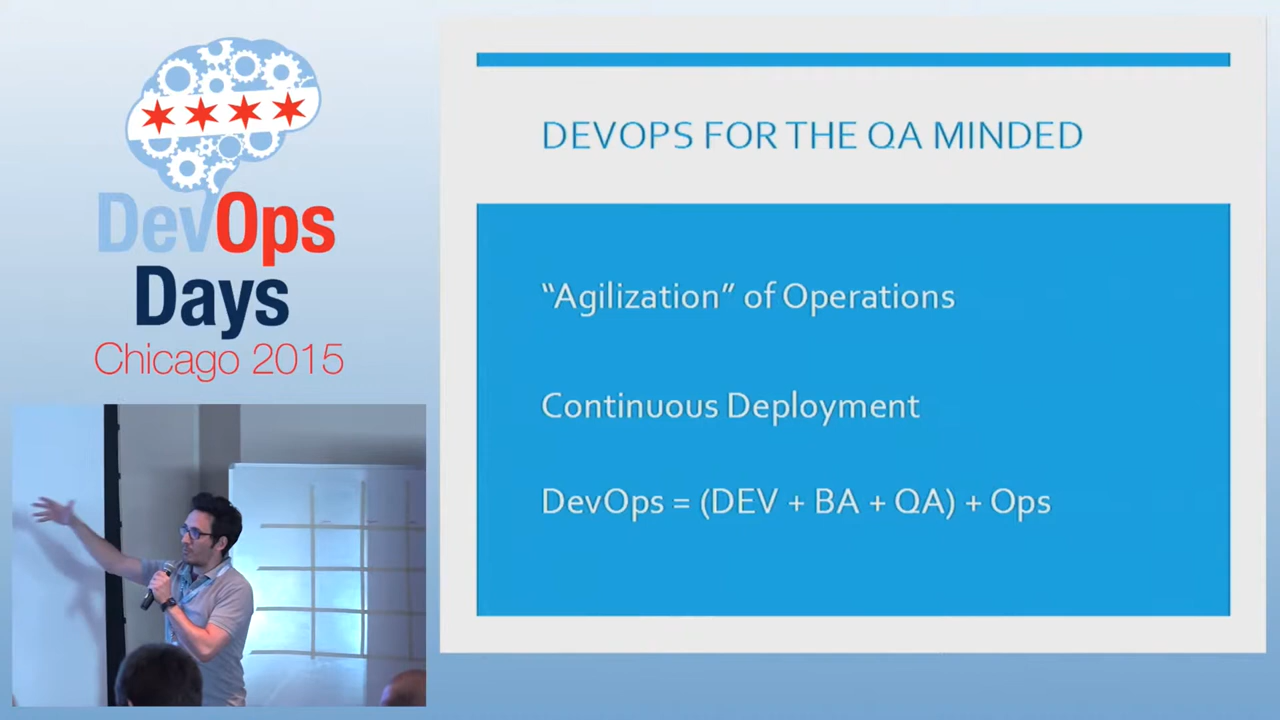 DevOps
Days
Chicago 2015
DEVOPS FOR THE QA MINDED
“Agilization” of Operations
Continuous Deployment
DevOps = (DEV + BA + QA) + Ops